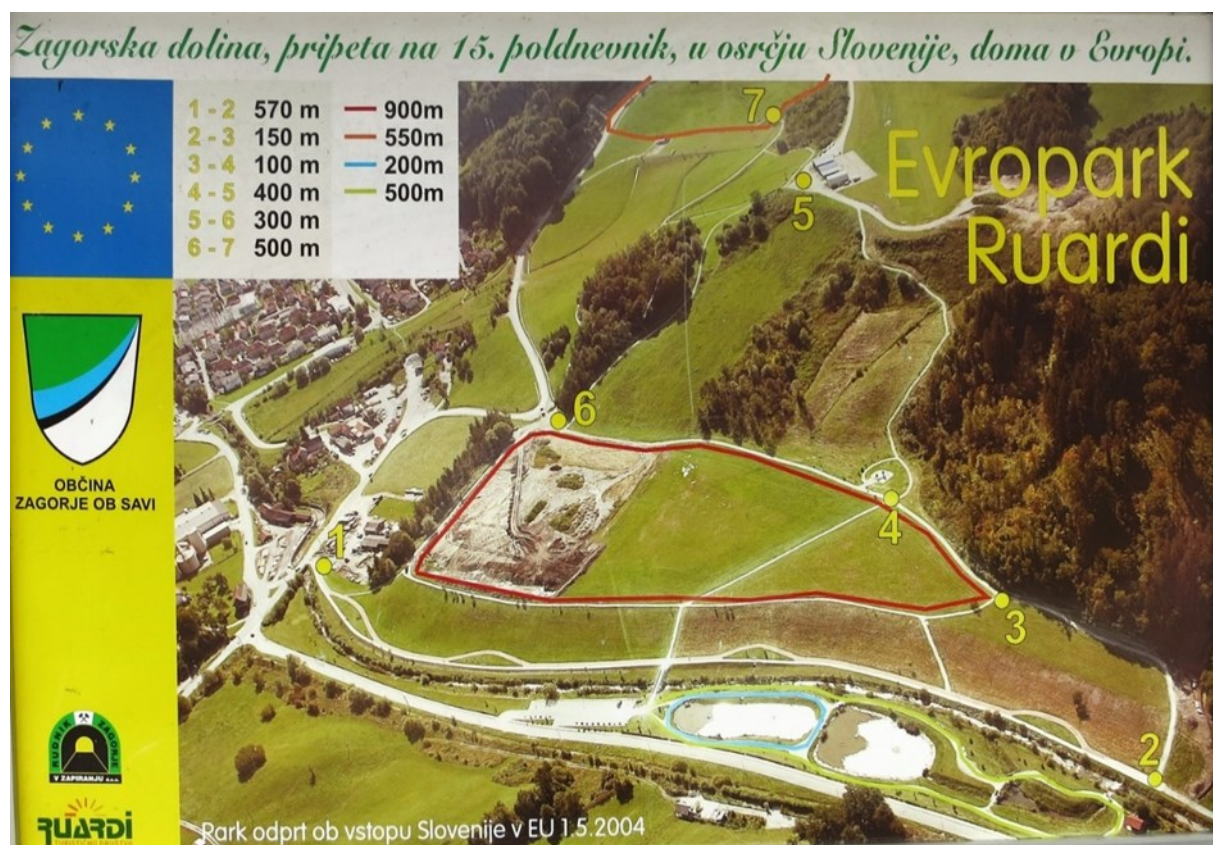 Zagorska dolina, pripeta na 15. poldnevnik, u osrčju Slovenije, doma v Evropi.
1 - 2 570 m
2 - 3 150 m
3 - 4 100 m
4 - 5 400 m
5 - 6 300 m
6 - 7 500 m
900m
550m
200m
500m
Evropark
Ruardi
7
5
6
4
1
3
2
OBČINA
ZAGORJE OB SAVI
RUDNIK ZAGORJE
V ZAPIRANJU d.o.o.
RUARDI
TURISTIČNO DRUŠTVO
Park odprt ob vstopu Slovenije v EU 1.5.2004